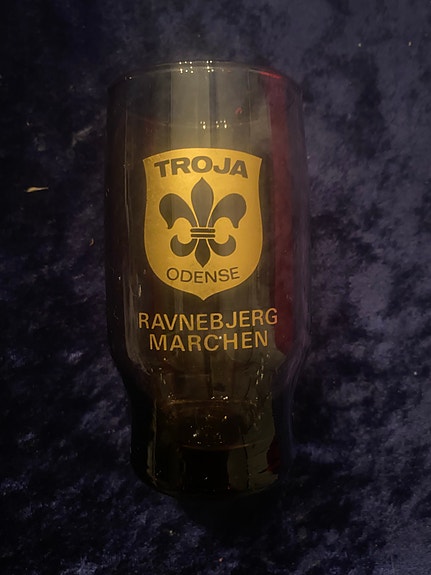 TROJA
ODENSE
RAVNEBJERG
MARCHEN